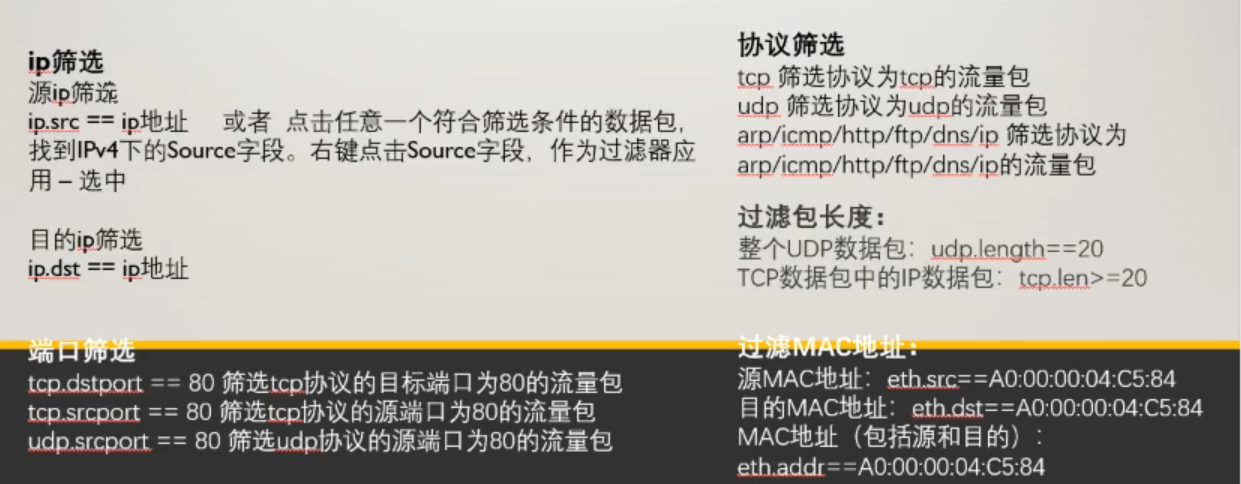 ip筛选
源ip筛选
ip.src == ip地址 或者 点击任意一个符合筛选条件的数据包，
找到IPv4下的Source字段。右键点击Source字段，作为过滤器应
用 – 选中
目的ip筛选
ip.dst == ip地址
端口筛选
tcp.dstport == 80 筛选tcp协议的目标端口为80的流量包
tcp.srcport == 80 筛选tcp协议的源端口为80的流量包
udp.srcport == 80 筛选udp协议的源端口为80的流量包
协议筛选
tcp 筛选协议为tcp的流量包
udp 筛选协议为udp的流量包
arp/icmp/http/ftp/dns/ip 筛选协议为
arp/icmp/http/ftp/dns/ip的流量包
过滤包长度：
整个UDP数据包：udp.length==20
TCP数据包中的IP数据包：tcp.len>=20
过滤MAC地址：
源MAC地址：eth.src==A0:00:00:04:C5:84
目的MAC地址：eth.dst==A0:00:00:04:C5:84
MAC地址（包括源和目的）：
eth.addr==A0:00:00:04:C5:84